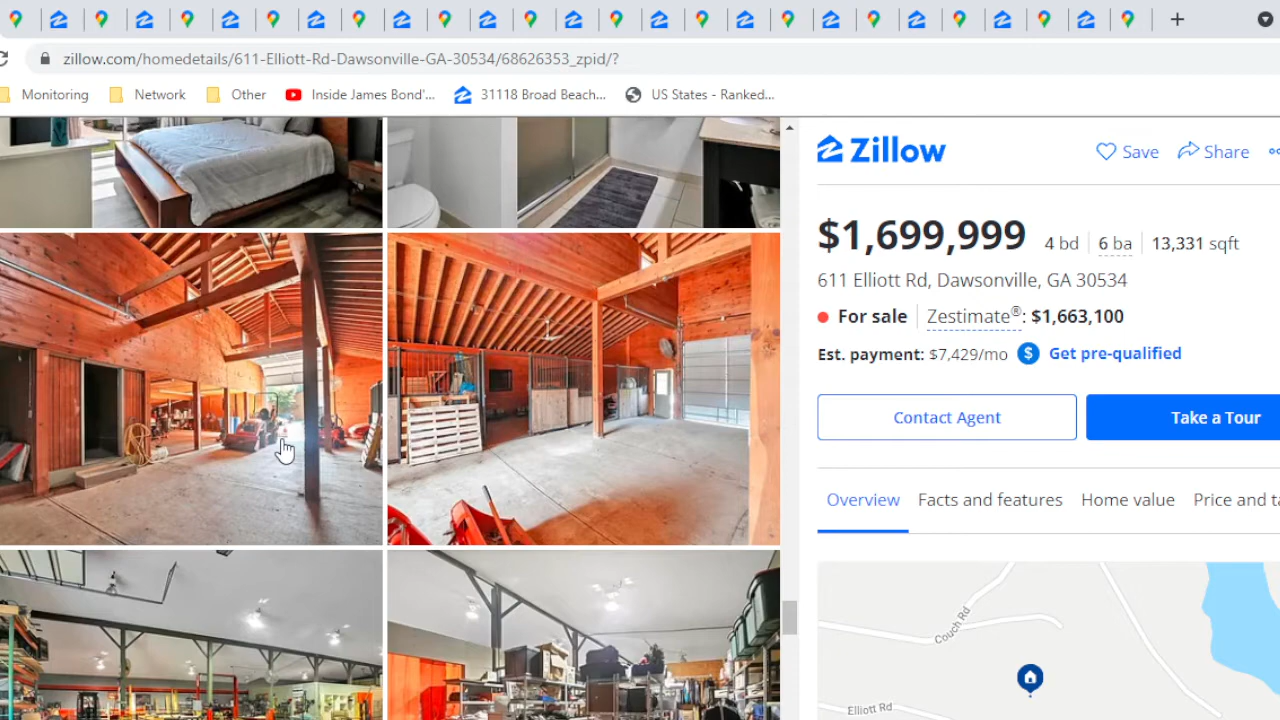 zillow.com/homedetails/611-Elliott-Rd-Dawsonville-GA-30534/68626353_zpid/?
Monitoring Network Other Inside James Bond'... 31118 Broad Beach... US States - Ranked...
Zillow
Save Share
$1,699,999 4 bd 6 ba 13,331 sqft
611 Elliott Rd, Dawsonville, GA 30534
For sale Zestimate®: $1,663,100
Est. payment: $7,429/mo $ Get pre-qualified
Contact Agent Take a Tour
Overview Facts and features Home value Price and ta
Couch Rd
Elliott Rd